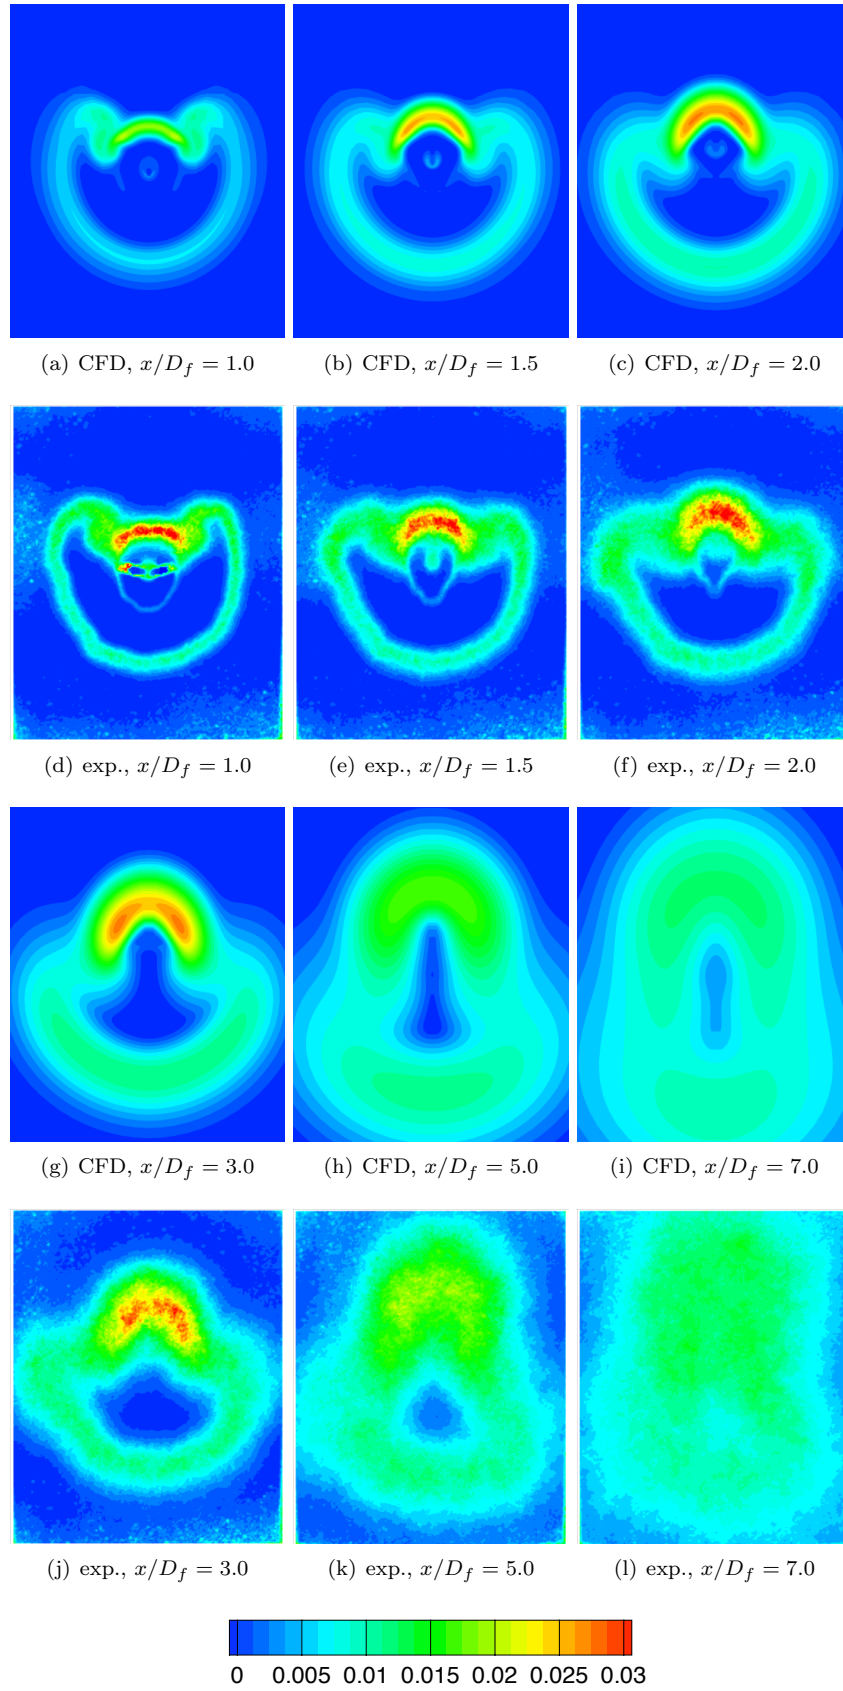 (a) CFD, x/D_f = 1.0
(b) CFD, x/D_f = 1.5
(c) CFD, x/D_f = 2.0
(d) exp., x/D_f = 1.0
(e) exp., x/D_f = 1.5
(f) exp., x/D_f = 2.0
(g) CFD, x/D_f = 3.0
(h) CFD, x/D_f = 5.0
(i) CFD, x/D_f = 7.0
(j) exp., x/D_f = 3.0
(k) exp., x/D_f = 5.0
(l) exp., x/D_f = 7.0
0 0.005 0.01 0.015 0.02 0.025 0.03